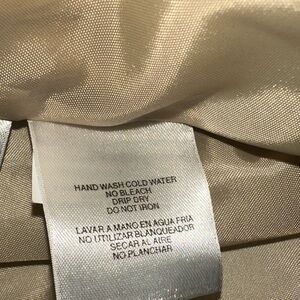 HAND WASH COLD WATER
NO BLEACH
DRIP DRY
DO NOT IRON
LAVAR A MANO EN AGUA FRIA
NO UTILIZAR BLANQUEADOR
SECAR AL AIRE
NO PLANCHAR